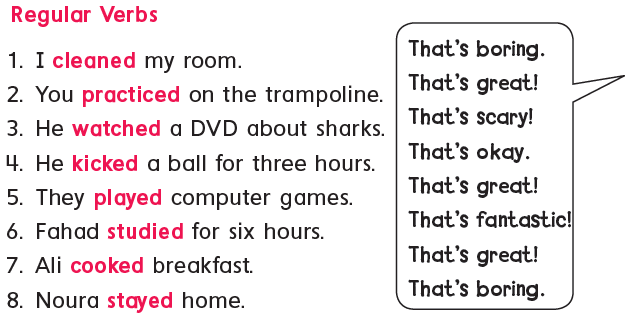 Regular Verbs
1. I cleaned my room.
2. You practiced on the trampoline.
3. He watched a DVD about sharks.
4. He kicked a ball for three hours.
5. They played computer games.
6. Fahad studied for six hours.
7. Ali cooked breakfast.
8. Noura stayed home.
That's boring.
That's great!
That's scary!
That's okay.
That's great!
That's fantastic!
That's great!
That's boring.